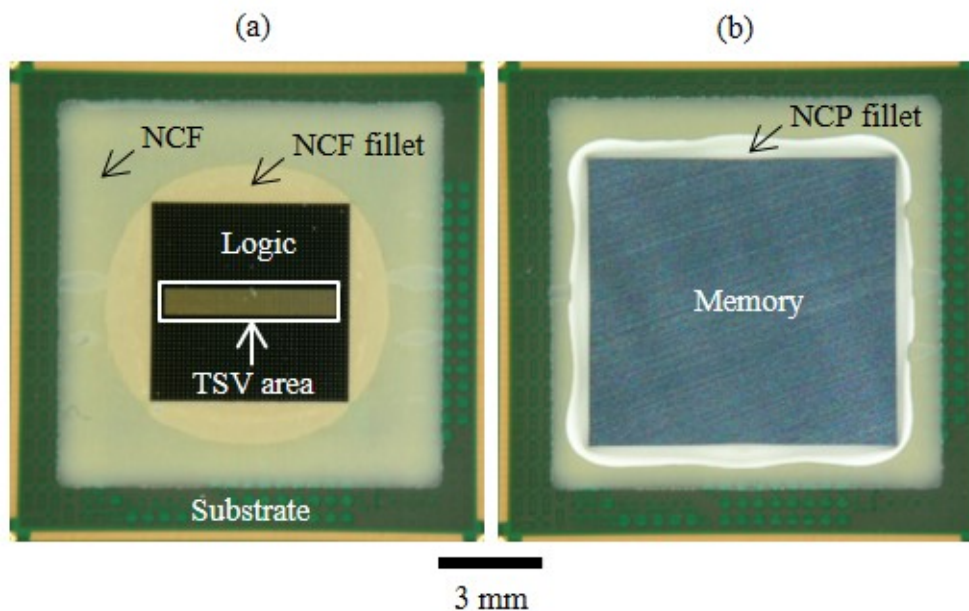 (a)
(b)
NCF
NCF fillet
NCP fillet
Logic
Memory
TSV area
Substrate
3 mm